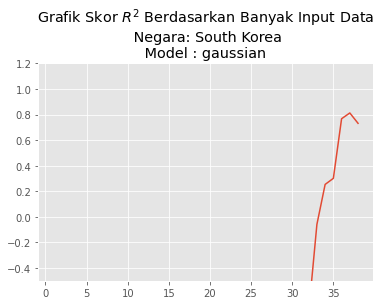 Grafik Skor R² Berdasarkan Banyak Input Data
Negara: South Korea
Model : gaussian
1.2
1.0
0.8
0.6
0.4
0.2
0.0
−0.2
−0.4
0 5 10 15 20 25 30 35